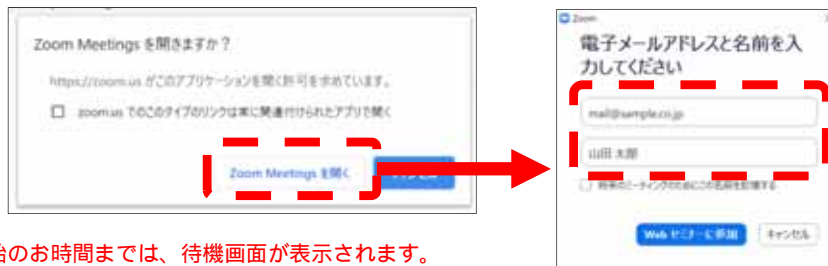 Zoom Meetings を開きますか？
https://zoom.us がこのアプリケーションを開く許可を求めています。
zoom.us でのこのタイプのリンクは常に関連付けられたアプリで開く
Zoom Meetings を開く
Zoom
電子メールアドレスと名前を入
力してください
mail@sample.co.jp
山田 太郎
将来のミーティングのためにこの名前を記憶する
Web セミナーに参加 キャンセル
のお時間までは、待機画面が表示されます。